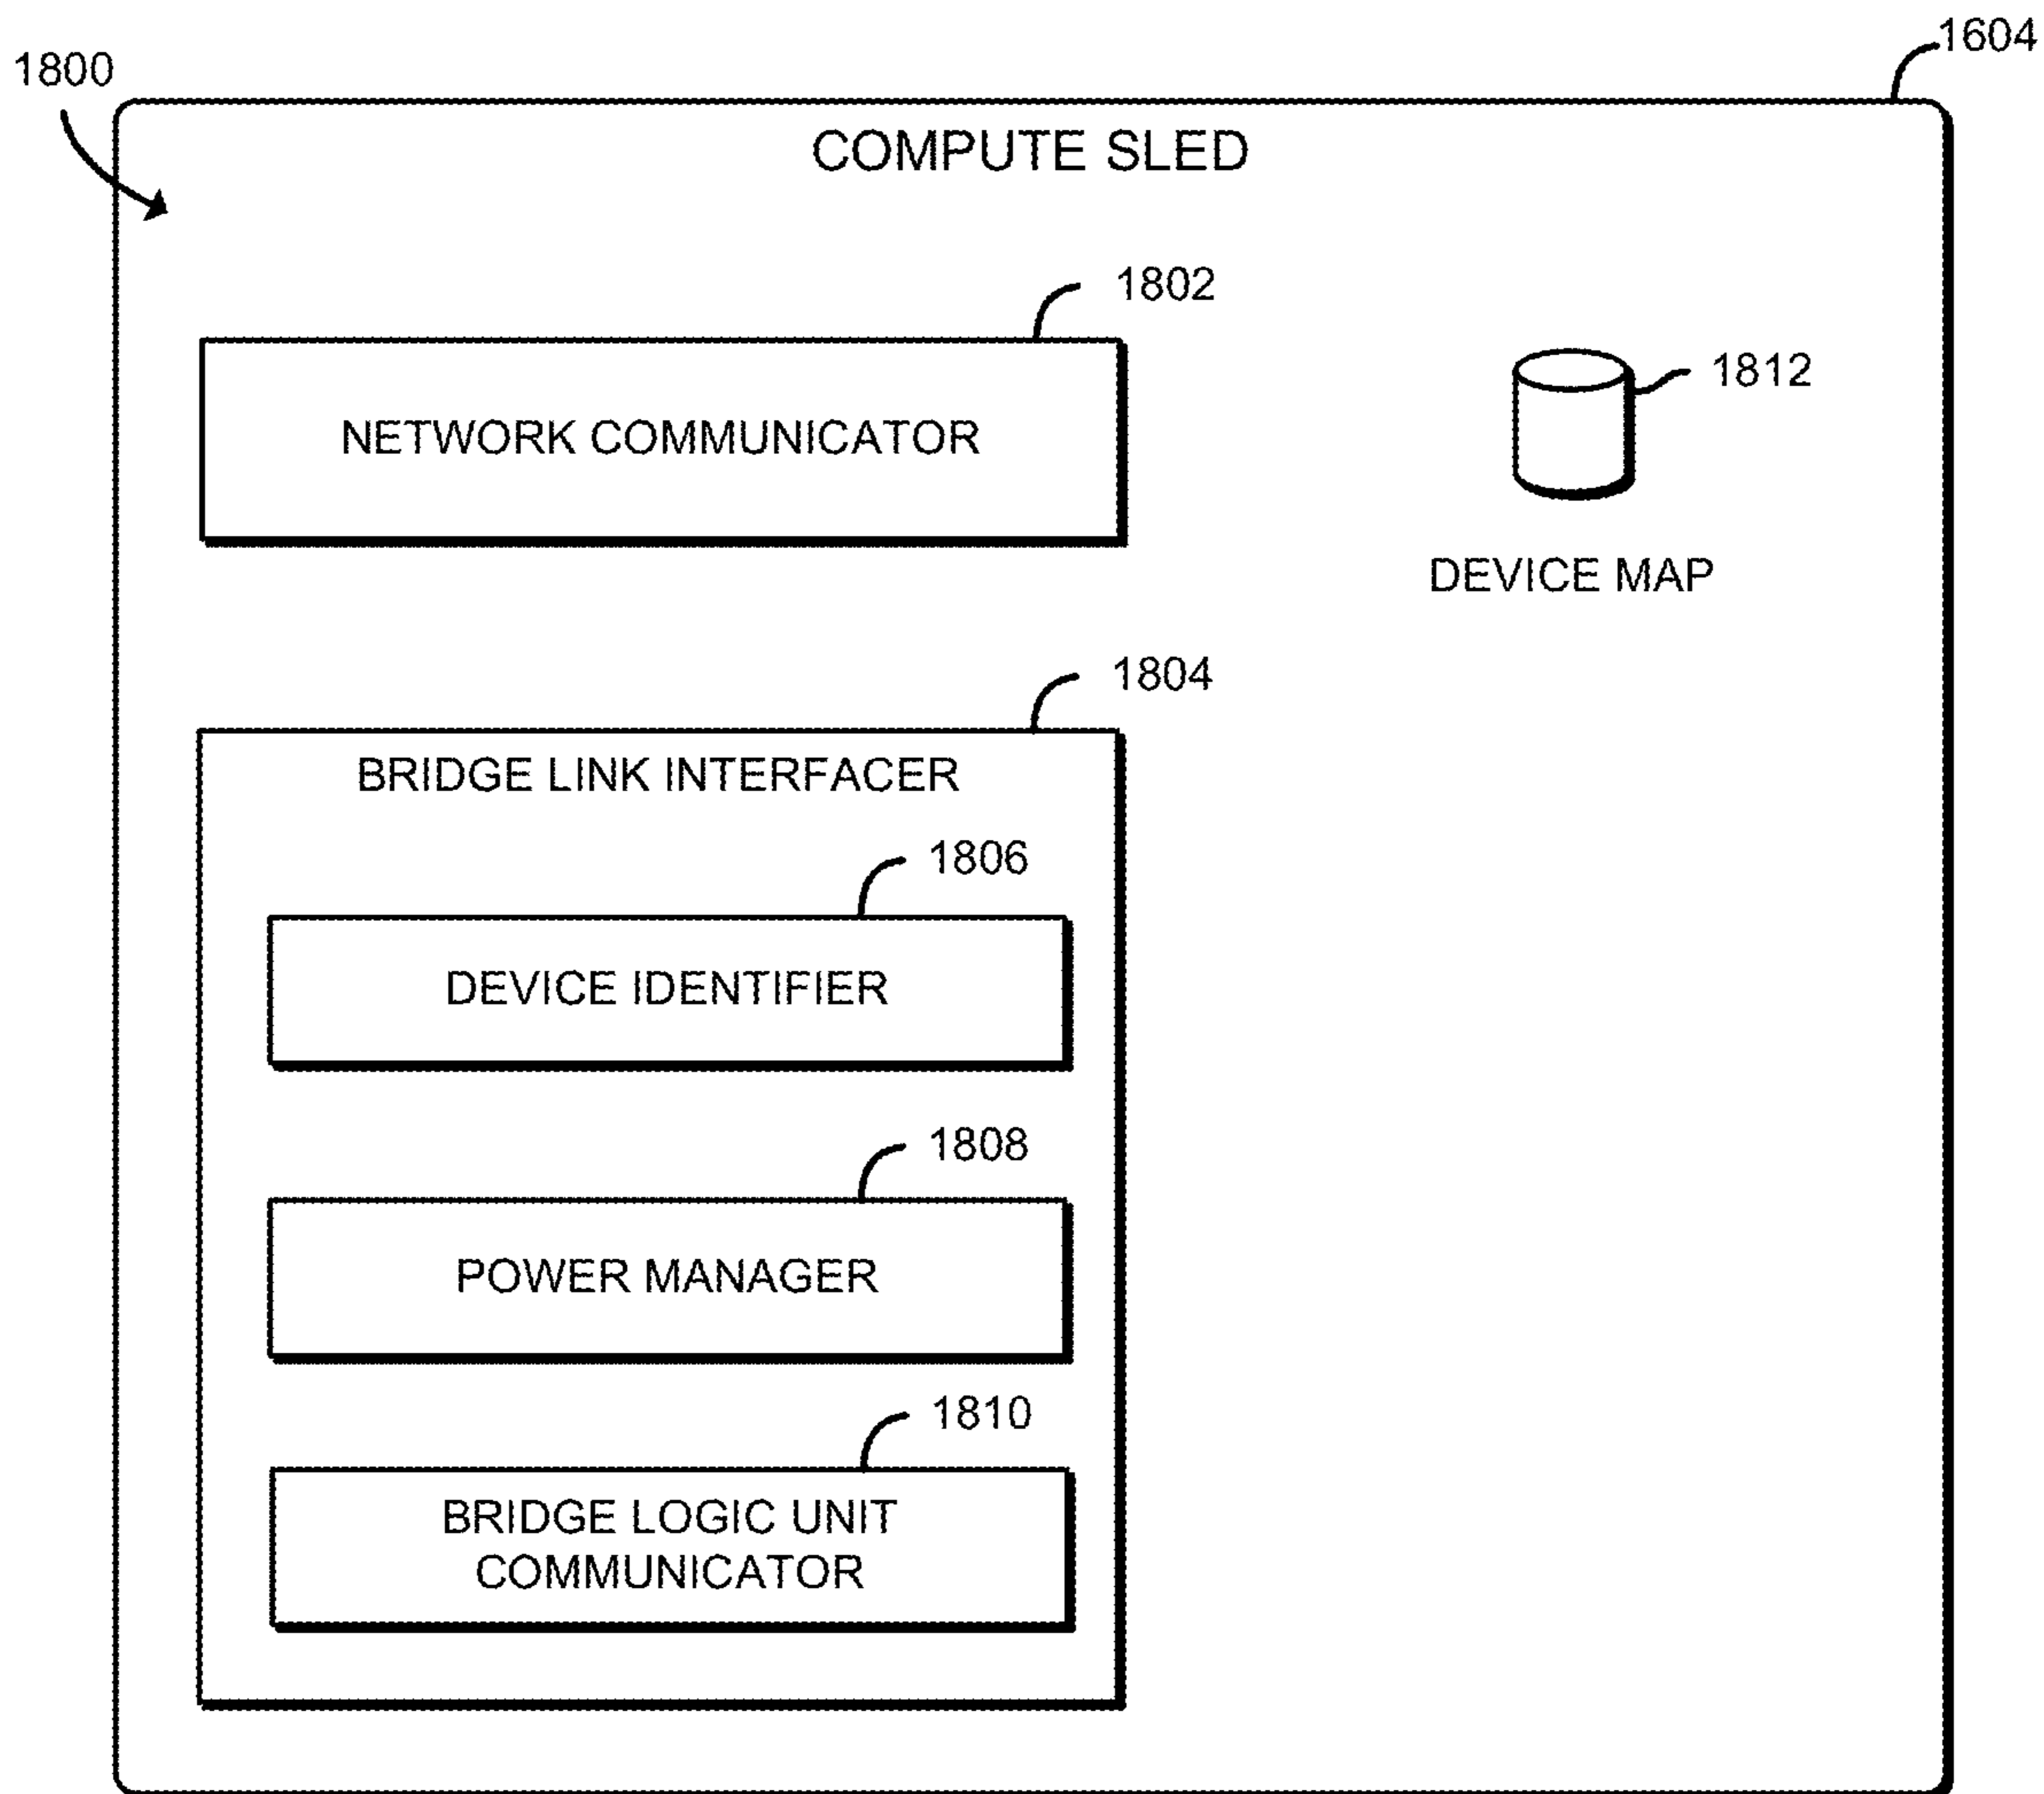 1604
1800
COMPUTE SLED
1802
1812
NETWORK COMMUNICATOR
DEVICE MAP
1804
BRIDGE LINK INTERFACER
1806
DEVICE IDENTIFIER
1808
POWER MANAGER
1810
BRIDGE LOGIC UNIT
COMMUNICATOR